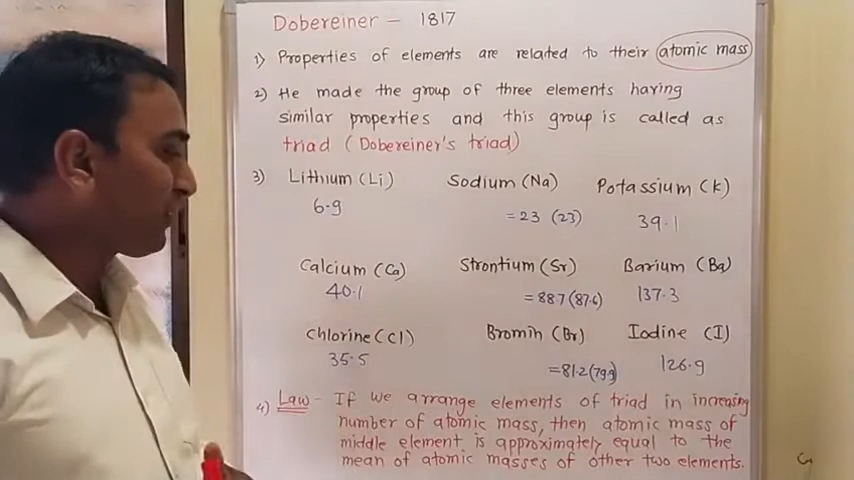 Dobereiner - 1817
1) Properties of elements are related to their atomic mass
2) He made the group of three elements having
similar properties and this group is called as
triad (Dobereiner's triad)
3) Lithium (Li) Sodium (Na) Potassium (K)
6.9 = 23 (23) 39.1
Calcium (Ca) Strontium (Sr) Barium (Ba)
40.1 = 88.7 (87.6) 137.3
Chlorine (Cl) Bromin (Br) Iodine (I)
35.5 = 81.2 (79.9) 126.9
4) Law - If we arrange elements of triad in increasing
number of atomic mass, then atomic mass of
middle element is approximately equal to the
mean of atomic masses of other two elements.